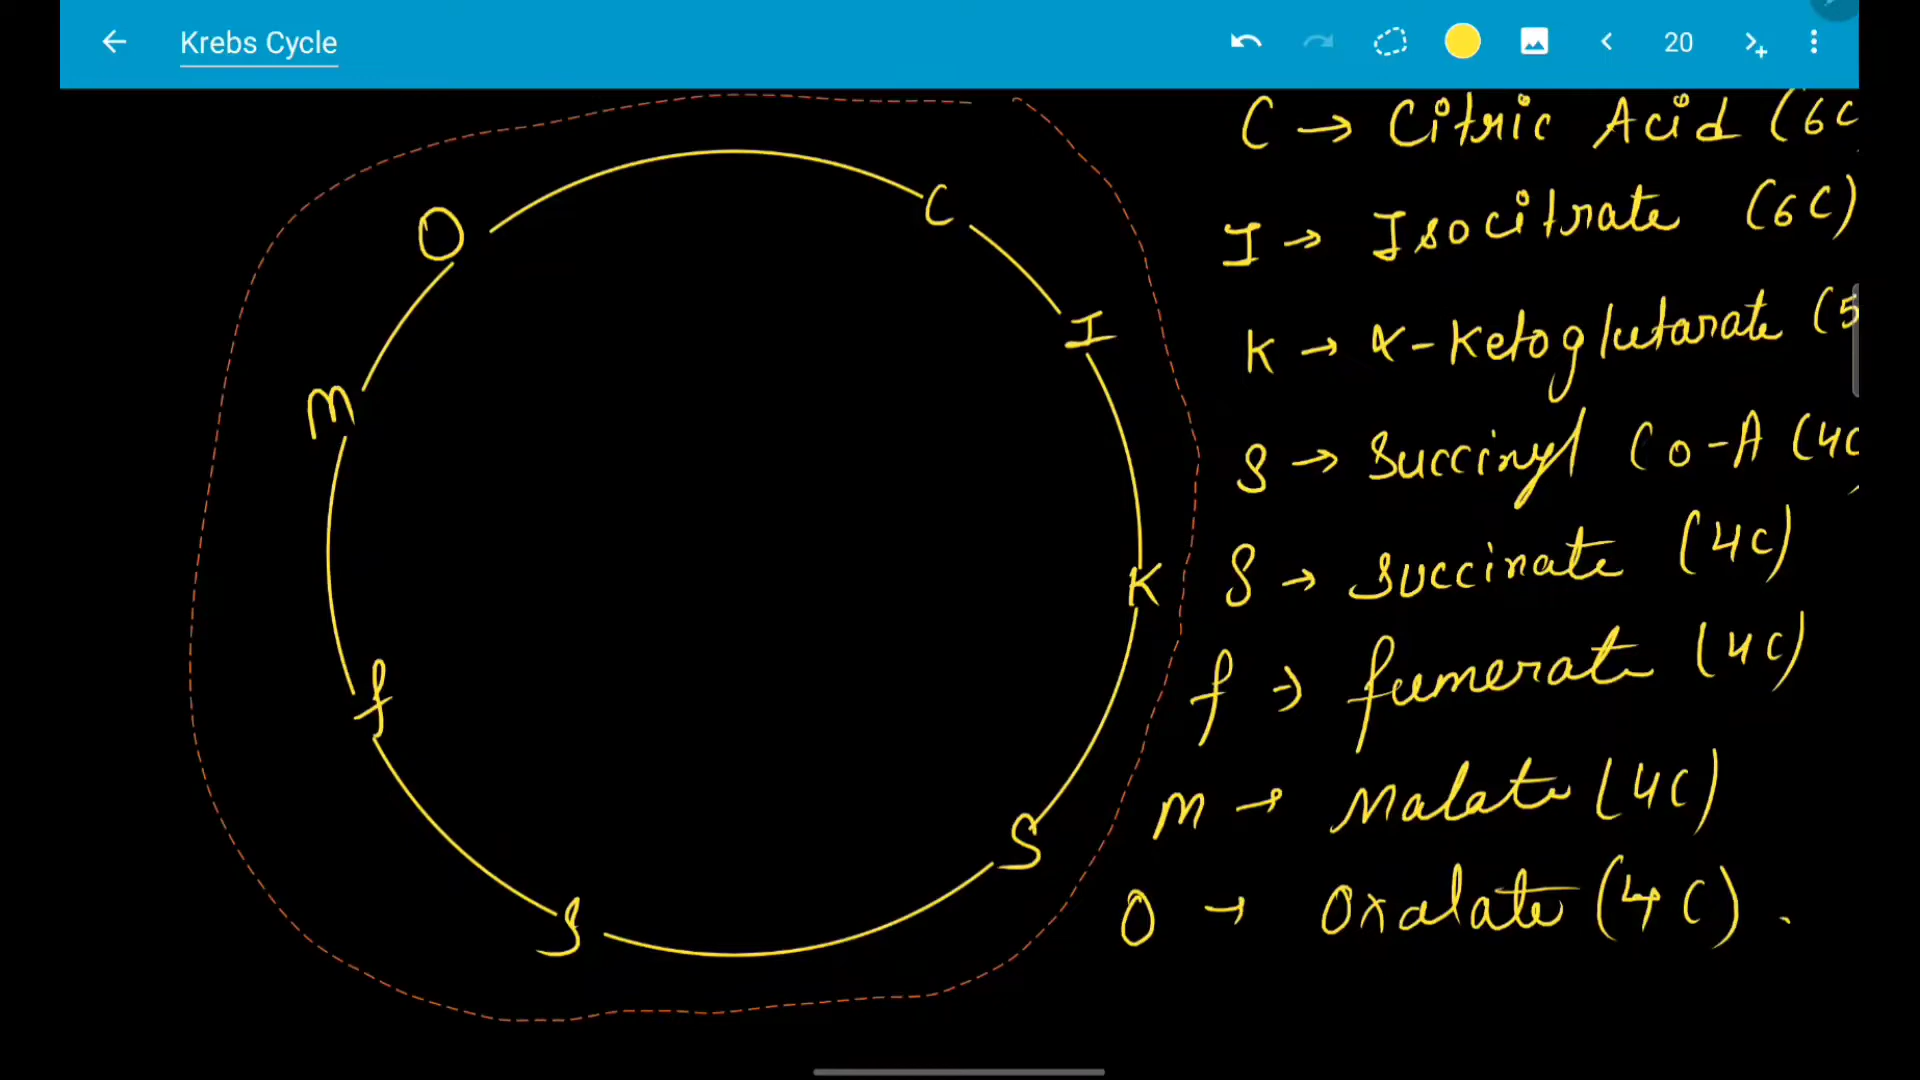 Krebs Cycle
20
O
C
I
K
S
S
f
M
C → Citric Acid (6C
I → Isocitrate (6C)
K → α-Ketoglutarate (5
S → Succinyl Co-A (4C
S → Succinate (4C)
f → fumerate (4C)
M → Malate (4C)
O → Oxalate (4C).